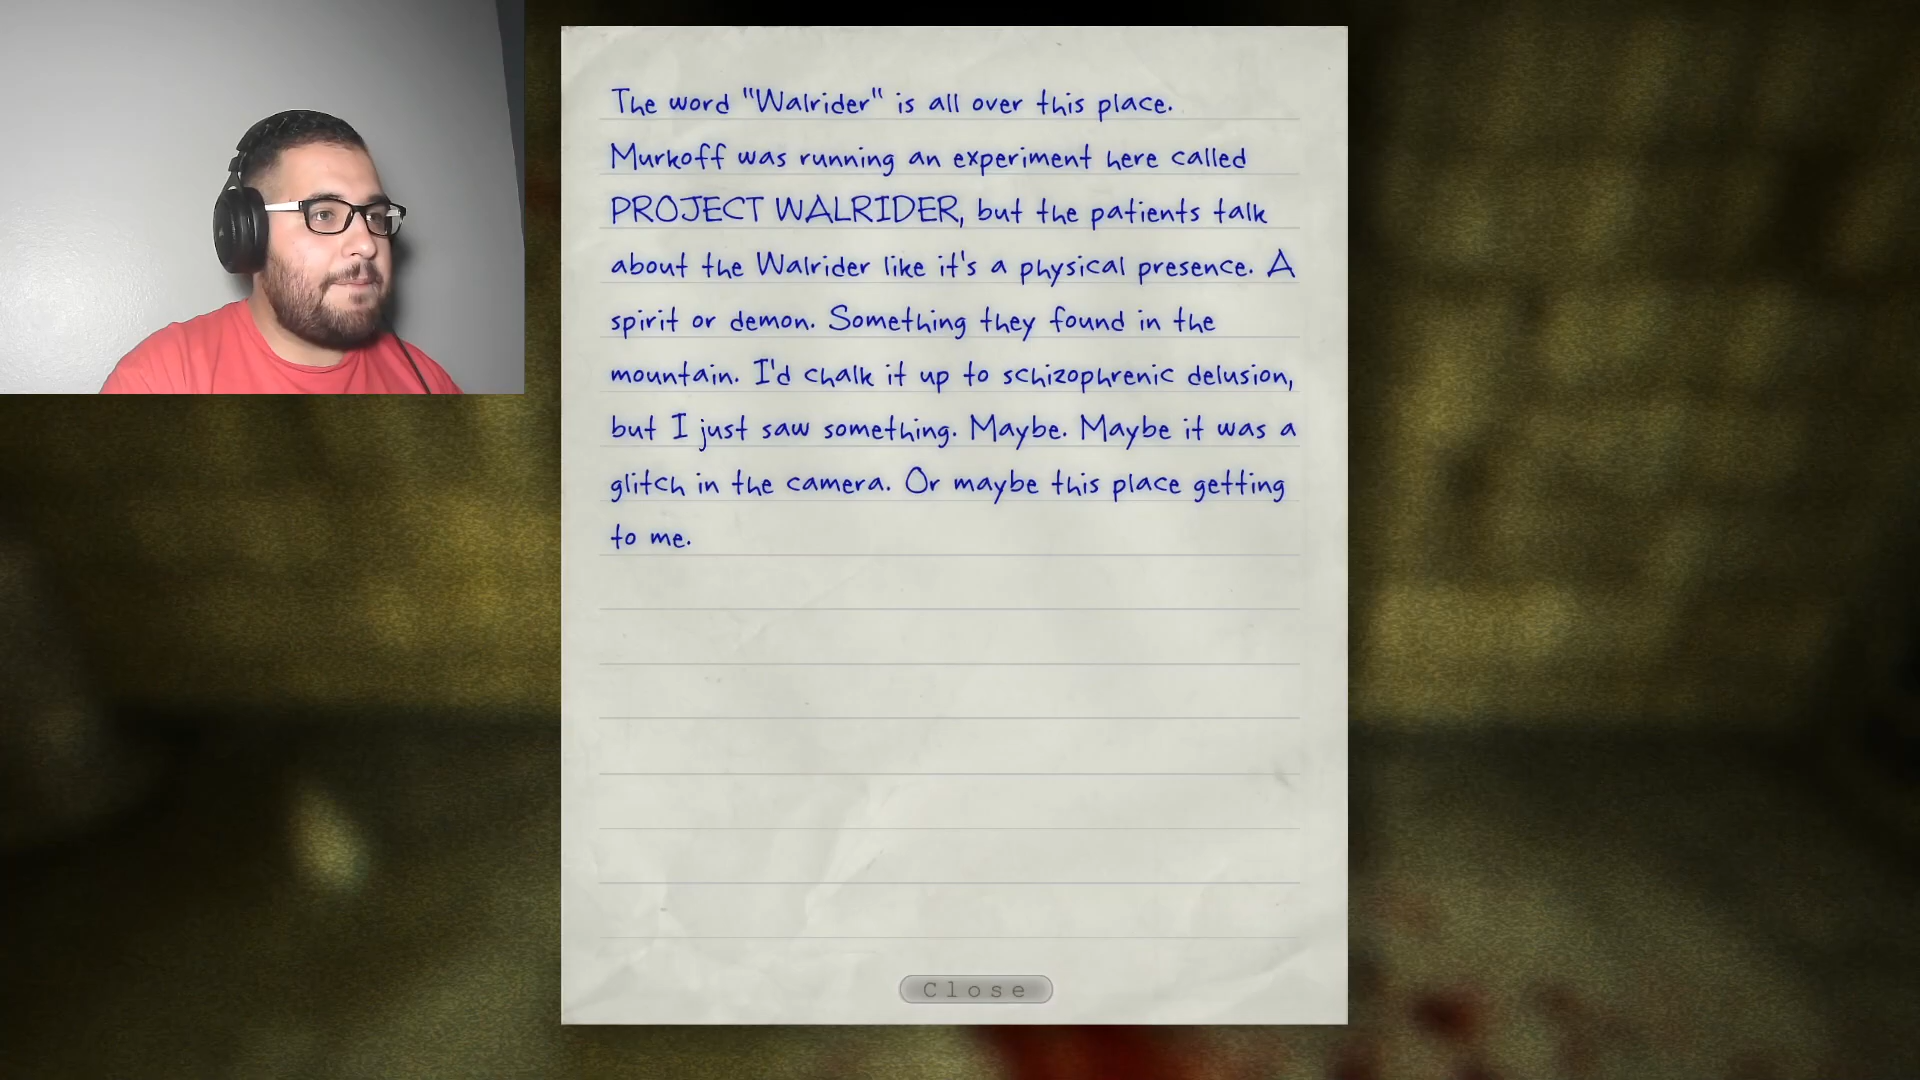 The word "Walrider" is all over this place.
Murkoff was running an experiment here called
PROJECT WALRIDER, but the patients talk
about the Walrider like it's a physical presence. A
spirit or demon. Something they found in the
mountain. I'd chalk it up to schizophrenic delusion,
but I just saw something. Maybe. Maybe it was a
glitch in the camera. Or maybe this place getting
to me.
Close